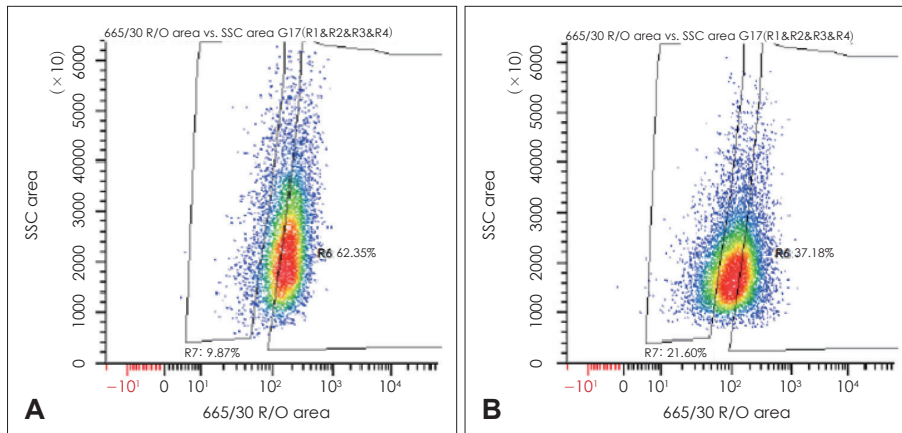 665/30 R/O area vs. SSC area G17(R1&R2&R3&R4)
(×10)
6000
5000
40000
3000
2000
1000
0
SSC area
R6 62.35%
R7: 9.87%
−10¹
0
10¹
10²
10³
10⁴
665/30 R/O area
A
665/30 R/O area vs. SSC area G17(R1&R2&R3&R4)
(×10)
6000
5000
40000
3000
2000
1000
0
SSC area
R6 37.18%
R7: 21.60%
−10¹
0
10¹
10²
10³
10⁴
665/30 R/O area
B